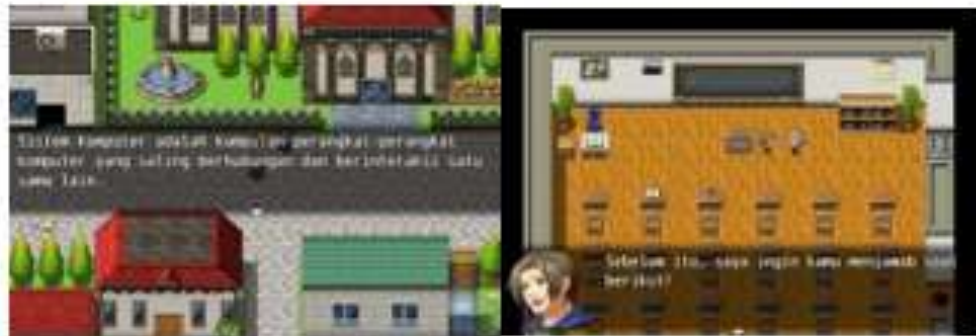 Sistem Komputer adalah kumpulan perangkat-perangkat
komputer yang saling berhubungan dan berinteraksi satu
sama lain.
Sebelum itu, saya ingin kamu menjawab soal
berikut!